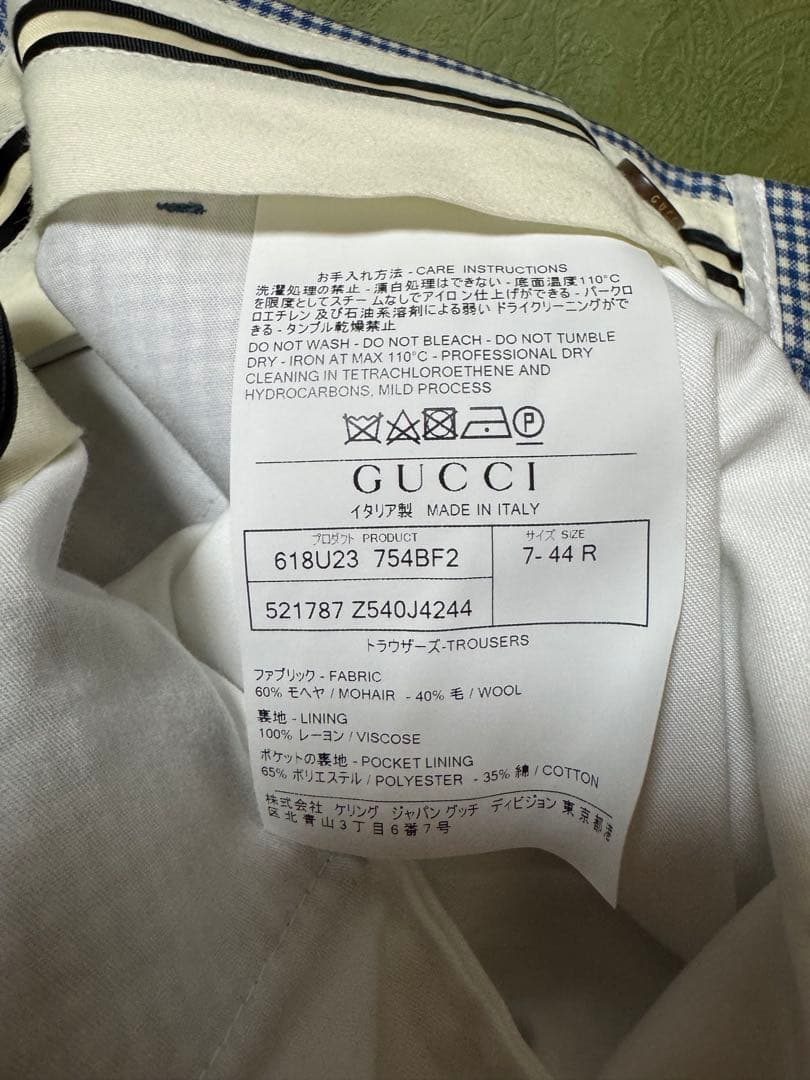 GUCCI
お手入れ方法 - CARE INSTRUCTIONS
洗濯処理の禁止 - 漂白処理はできない - 底面温度110℃
を限度としてスチームなしでアイロン仕上げができる - パークロ
ロエチレン 及び石油系溶剤による弱い ドライクリーニングがで
きる - タンブル乾燥禁止
DO NOT WASH - DO NOT BLEACH - DO NOT TUMBLE
DRY - IRON AT MAX 110°C - PROFESSIONAL DRY
CLEANING IN TETRACHLOROETHENE AND
HYDROCARBONS, MILD PROCESS
P
GUCCI
イタリア製 MADE IN ITALY
プロダクト PRODUCT
618U23 754BF2
521787 Z540J4244
サイズ SIZE
7- 44 R
トラウザーズ-TROUSERS
ファブリック - FABRIC
60% モヘヤ / MOHAIR - 40% 毛 / WOOL
裏地 - LINING
100% レーヨン / VISCOSE
ポケットの裏地 - POCKET LINING
65% ポリエステル / POLYESTER - 35% 綿 / COTTON
株式会社 ケリング ジャパン グッチ ディビジョン 東京都港
区北青山3丁目6番7号